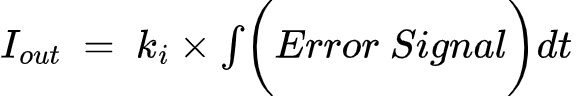 I_out = k_i × ∫(Error Signal)dt